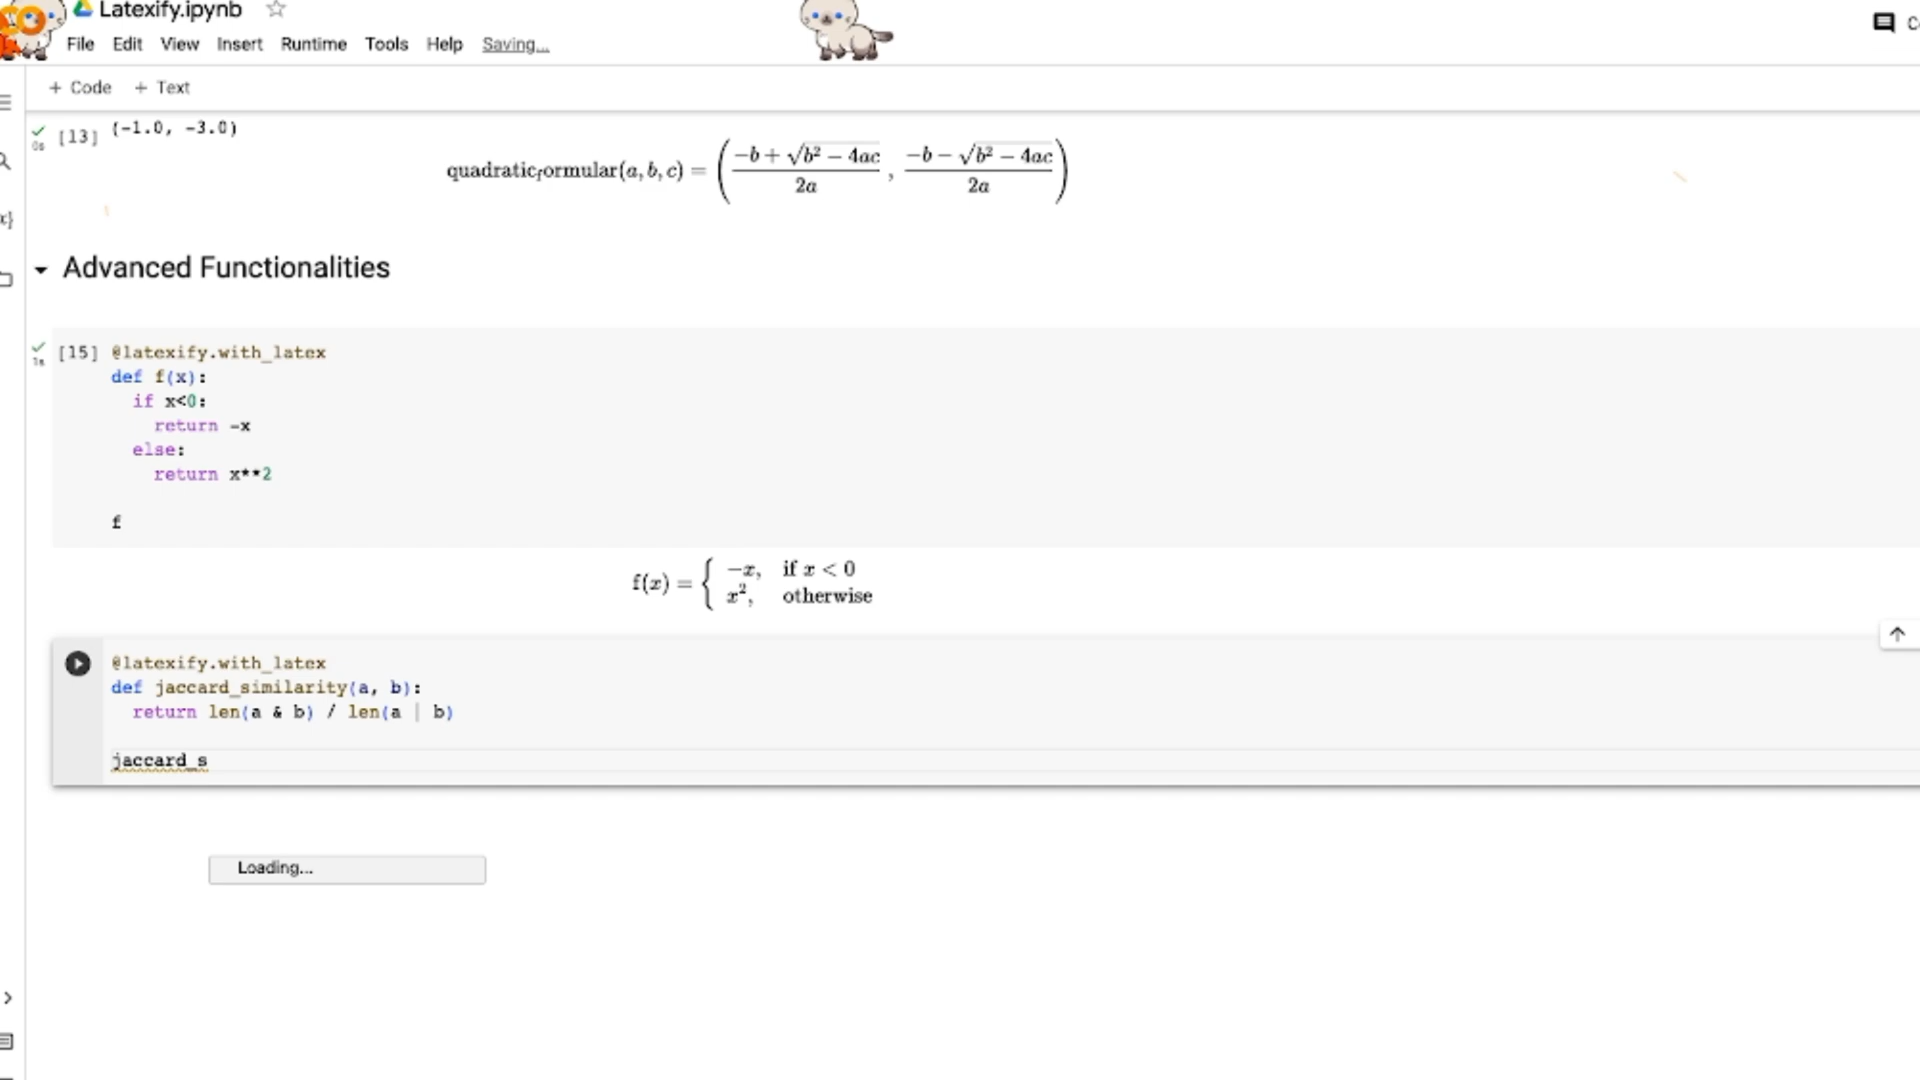 Latexify.ipynb
File Edit View Insert Runtime Tools Help Saving...
+ Code + Text
[13] (-1.0, -3.0)
quadraticformular(a, b, c) = ( (-b + √(b² − 4ac)) / 2a , (-b − √(b² − 4ac)) / 2a )
Advanced Functionalities
[15] @latexify.with_latex
def f(x):
if x<0:
return -x
else:
return x**2
f
f(x) = { −x, if x < 0
x², otherwise
@latexify.with_latex
def jaccard_similarity(a, b):
return len(a & b) / len(a | b)
jaccard_s
Loading...